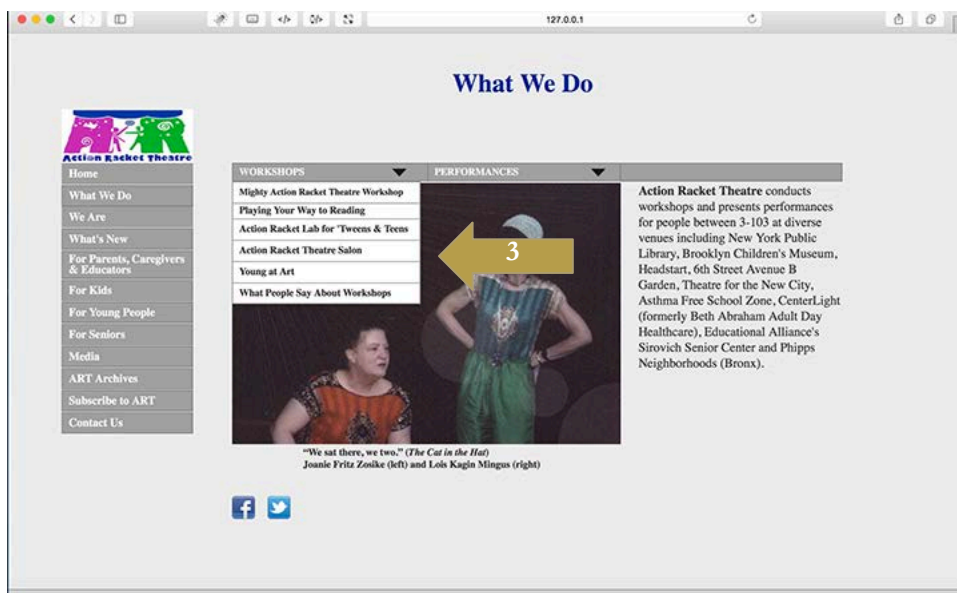 127.0.0.1
What We Do
Action Racket Theatre
Home
What We Do
We Are
What's New
For Parents, Caregivers
& Educators
For Kids
For Young People
For Seniors
Media
ART Archives
Subscribe to ART
Contact Us
WORKSHOPS
PERFORMANCES
Mighty Action Racket Theatre Workshop
Playing Your Way to Reading
Action Racket Lab for 'Tweens & Teens
Action Racket Theatre Salon
Young at Art
What People Say About Workshops
3
Action Racket Theatre conducts
workshops and presents performances
for people between 3-103 at diverse
venues including New York Public
Library, Brooklyn Children's Museum,
Headstart, 6th Street Avenue B
Garden, Theatre for the New City,
Asthma Free School Zone, CenterLight
(formerly Beth Abraham Adult Day
Healthcare), Educational Alliance's
Sirovich Senior Center and Phipps
Neighborhoods (Bronx).
“We sat there, we two.” (The Cat in the Hat)
Joanie Fritz Zosike (left) and Lois Kagin Mingus (right)